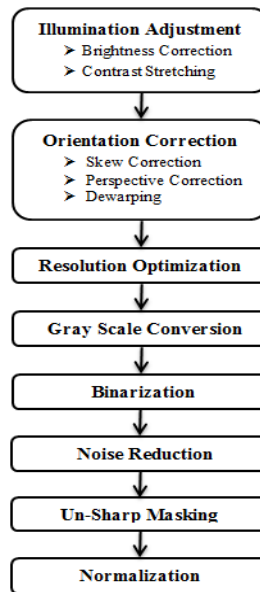 Illumination Adjustment
➤ Brightness Correction
➤ Contrast Stretching
Orientation Correction
➤ Skew Correction
➤ Perspective Correction
➤ Dewarping
Resolution Optimization
Gray Scale Conversion
Binarization
Noise Reduction
Un-Sharp Masking
Normalization